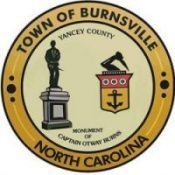 TOWN OF BURNSVILLE
YANCEY COUNTY
MONUMENT
OF
CAPTAIN OTWAY BURNS
NORTH CAROLINA